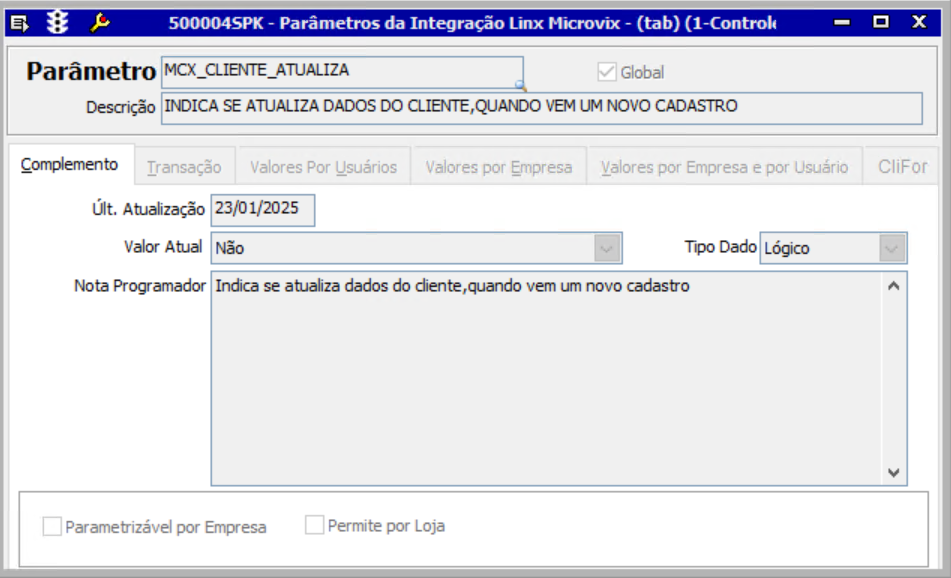 500004SPK - Parâmetros da Integração Linx Microvix - (tab) (1-Controle
Parâmetro MCX_CLIENTE_ATUALIZA Global
Descrição INDICA SE ATUALIZA DADOS DO CLIENTE,QUANDO VEM UM NOVO CADASTRO
Complemento Transação Valores Por Usuários Valores por Empresa Valores por Empresa e por Usuário CliFor
Últ. Atualização 23/01/2025
Valor Atual Não Tipo Dado Lógico
Nota Programador Indica se atualiza dados do cliente,quando vem um novo cadastro
Parametrizável por Empresa Permite por Loja